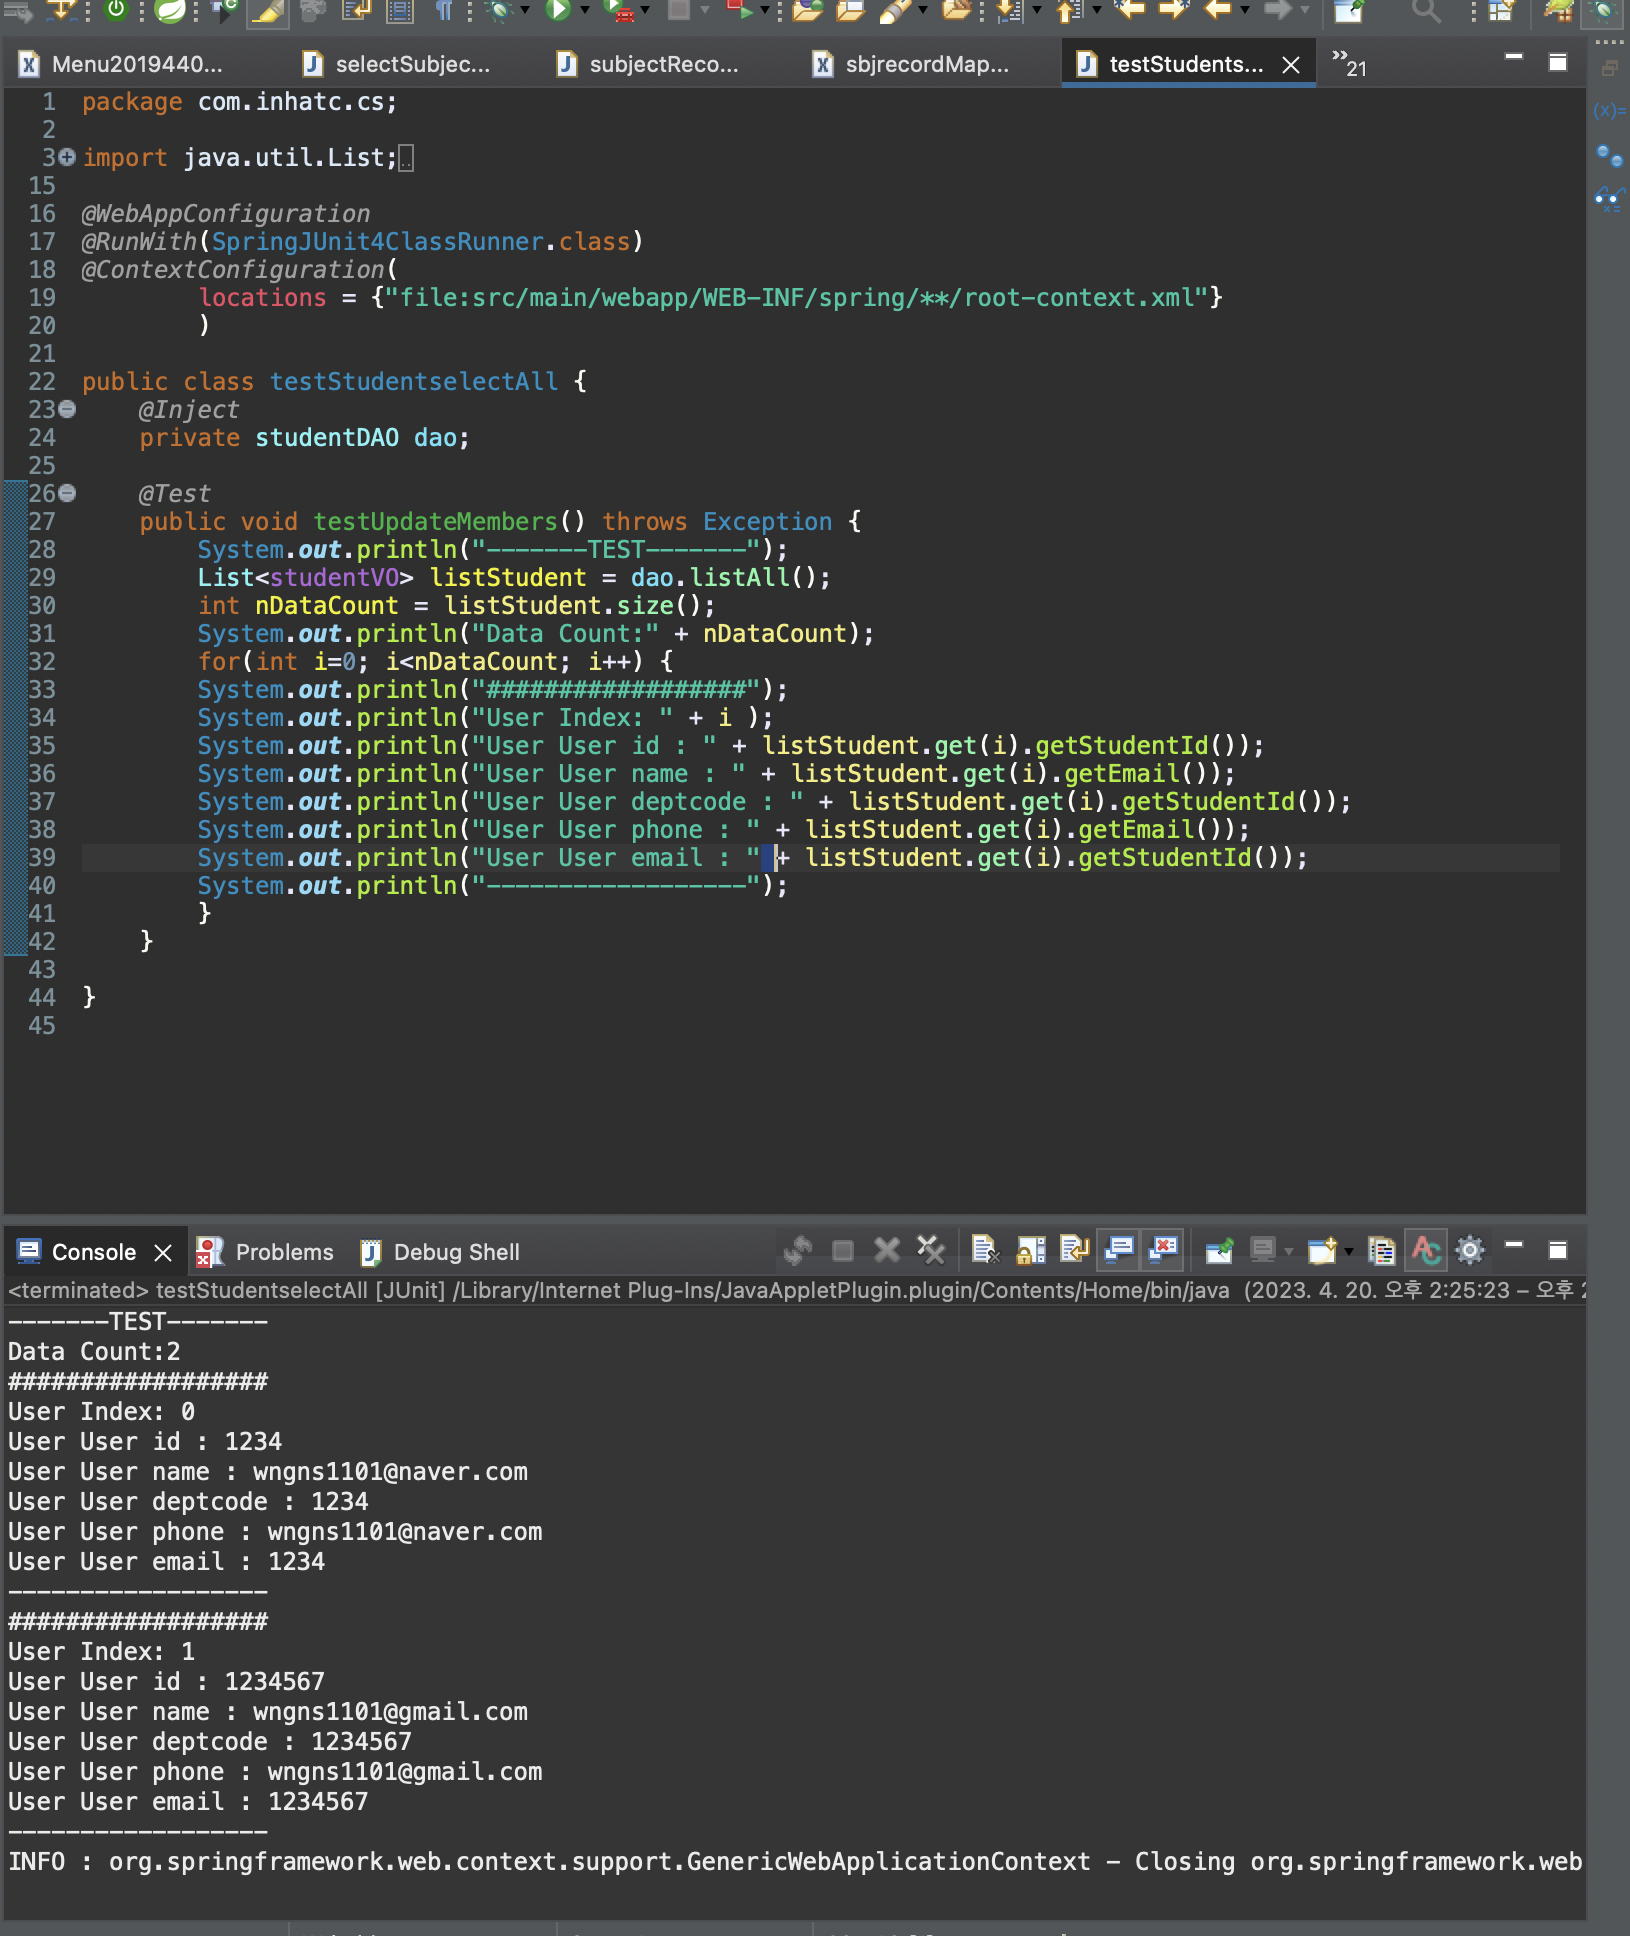 Menu2019440...
selectSubjec...
subjectReco...
sbjrecordMap...
testStudents...
»21
1 package com.inhatc.cs;
2
3 import java.util.List;
15
16 @WebAppConfiguration
17 @RunWith(SpringJUnit4ClassRunner.class)
18 @ContextConfiguration(
19         locations = {"file:src/main/webapp/WEB-INF/spring/**/root-context.xml"}
20         )
21
22 public class testStudentselectAll {
23     @Inject
24     private studentDAO dao;
25
26     @Test
27     public void testUpdateMembers() throws Exception {
28         System.out.println("-------TEST-------");
29         List<studentVO> listStudent = dao.listAll();
30         int nDataCount = listStudent.size();
31         System.out.println("Data Count:" + nDataCount);
32         for(int i=0; i<nDataCount; i++) {
33         System.out.println("##################");
34         System.out.println("User Index: " + i );
35         System.out.println("User User id : " + listStudent.get(i).getStudentId());
36         System.out.println("User User name : " + listStudent.get(i).getEmail());
37         System.out.println("User User deptcode : " + listStudent.get(i).getStudentId());
38         System.out.println("User User phone : " + listStudent.get(i).getEmail());
39         System.out.println("User User email : " + listStudent.get(i).getStudentId());
40         System.out.println("------------------");
41         }
42     }
43
44 }
45
Console
Problems
Debug Shell
<terminated> testStudentselectAll [JUnit] /Library/Internet Plug-Ins/JavaAppletPlugin.plugin/Contents/Home/bin/java (2023. 4. 20. 오후 2:25:23 – 오후
-------TEST-------
Data Count:2
##################
User Index: 0
User User id : 1234
User User name : wngns1101@naver.com
User User deptcode : 1234
User User phone : wngns1101@naver.com
User User email : 1234
------------------
##################
User Index: 1
User User id : 1234567
User User name : wngns1101@gmail.com
User User deptcode : 1234567
User User phone : wngns1101@gmail.com
User User email : 1234567
------------------
INFO : org.springframework.web.context.support.GenericWebApplicationContext - Closing org.springframework.web